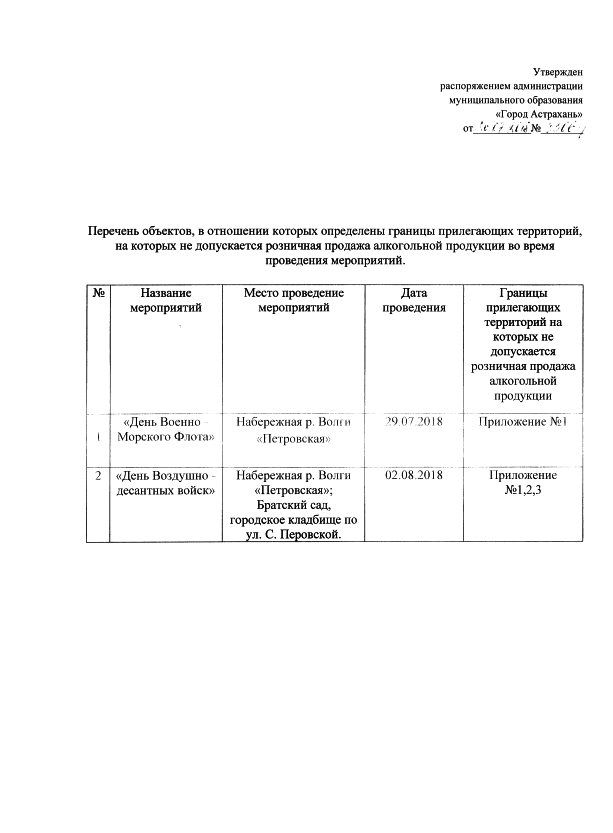 Утвержден
распоряжением администрации
муниципального образования
«Город Астрахань»
от №
Перечень объектов, в отношении которых определены границы прилегающих территорий,
на которых не допускается розничная продажа алкогольной продукции во время
проведения мероприятий.
№ Название Место проведение Дата Границы
мероприятий мероприятий проведения прилегающих
территорий на
которых не
допускается
розничная продажа
алкогольной
продукции
«День Военно - Набережная р. Волги 29.07.2018 Приложение №1
1 Морского Флота» «Петровская»
2 «День Воздушно - Набережная р. Волги 02.08.2018 Приложение
десантных войск» «Петровская»; №1,2,3
Братский сад,
городское кладбище по
ул. С. Перовской.